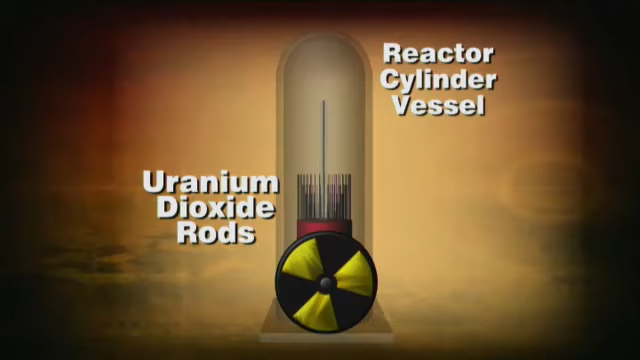 Reactor
Cylinder
Vessel
Uranium
Dioxide
Rods